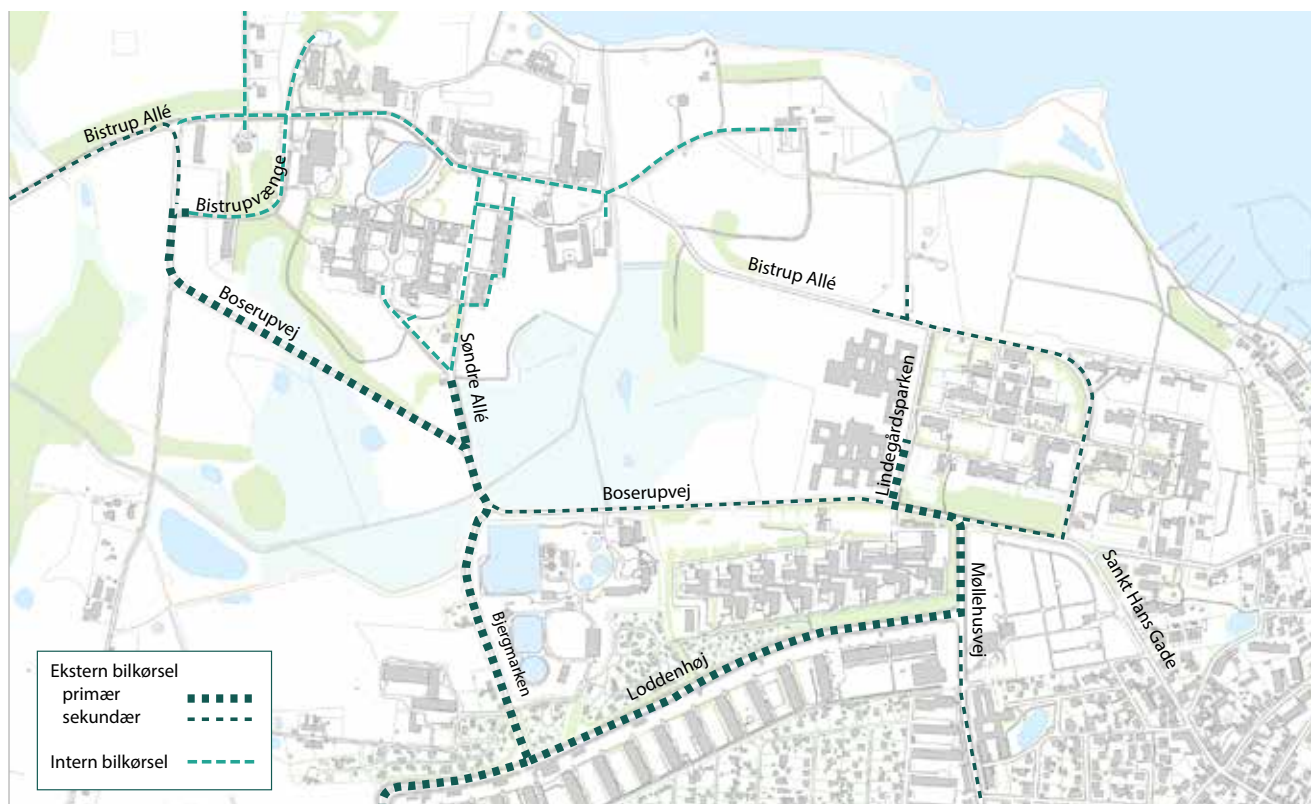 Bistrup Allé
Bistrupvænge
Bistrup Allé
Boserupvej
Søndre Allé
Lindegårdsparken
Boserupvej
Møllehusvej
Sankt Hans Gade
Bjergmarken
Loddenhøj
Ekstern bilkørsel
primær
sekundær
Intern bilkørsel